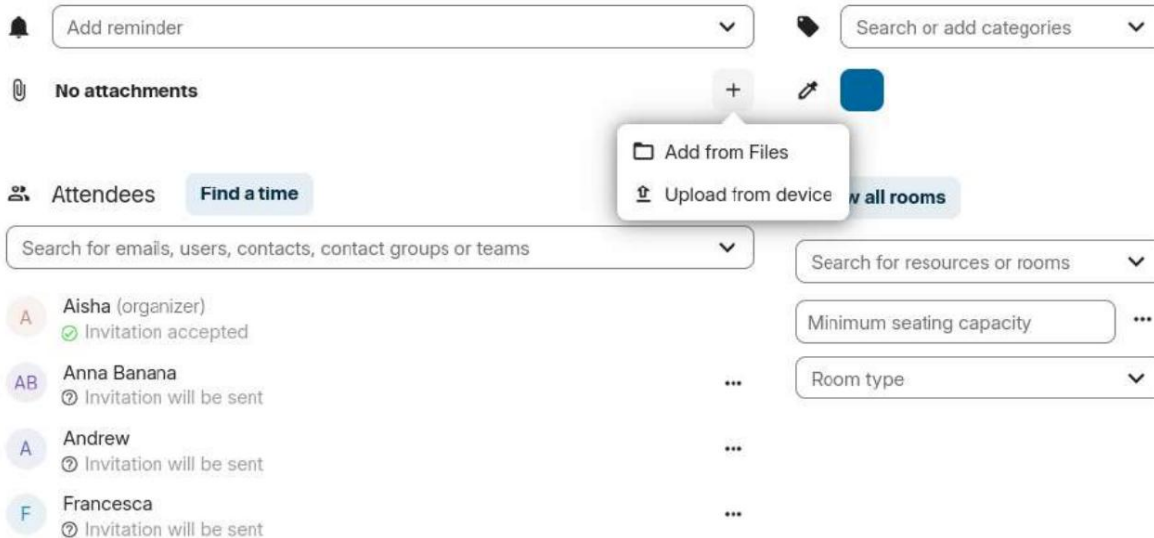 Add reminder
Search or add categories
No attachments
Add from Files
Upload from device
Attendees
Find a time
all rooms
Search for emails, users, contacts, contact groups or teams
Search for resources or rooms
A
Aisha (organizer)
Invitation accepted
Minimum seating capacity
AB
Anna Banana
Invitation will be sent
Room type
A
Andrew
Invitation will be sent
F
Francesca
Invitation will be sent